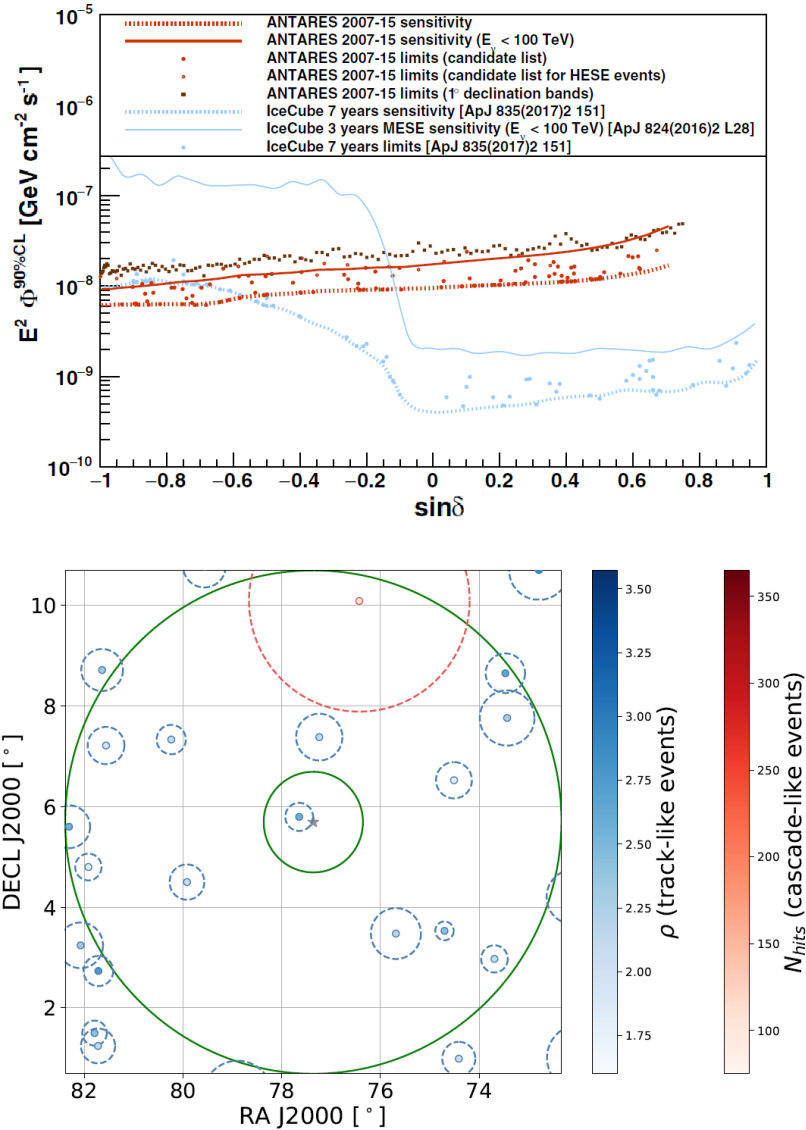 ANTARES 2007-15 sensitivity
ANTARES 2007-15 sensitivity (Eν < 100 TeV)
ANTARES 2007-15 limits (candidate list)
ANTARES 2007-15 limits (candidate list for HESE events)
ANTARES 2007-15 limits (1° declination bands)
IceCube 7 years sensitivity [ApJ 835(2017)2 151]
IceCube 3 years MESE sensitivity (Eν < 100 TeV) [ApJ 824(2016)2 L28]
IceCube 7 years limits [ApJ 835(2017)2 151]
E² Φ⁹⁰%CL [GeV cm⁻² s⁻¹]
10⁻⁵
10⁻⁶
10⁻⁷
10⁻⁸
10⁻⁹
10⁻¹⁰
−1 −0.8 −0.6 −0.4 −0.2 0 0.2 0.4 0.6 0.8 1
sinδ
DECL J2000 [°]
10
8
6
4
2
82 80 78 76 74
RA J2000 [°]
3.50
3.25
3.00
2.75
2.50
2.25
2.00
1.75
ρ (track-like events)
350
300
250
200
150
100
Nhits (cascade-like events)